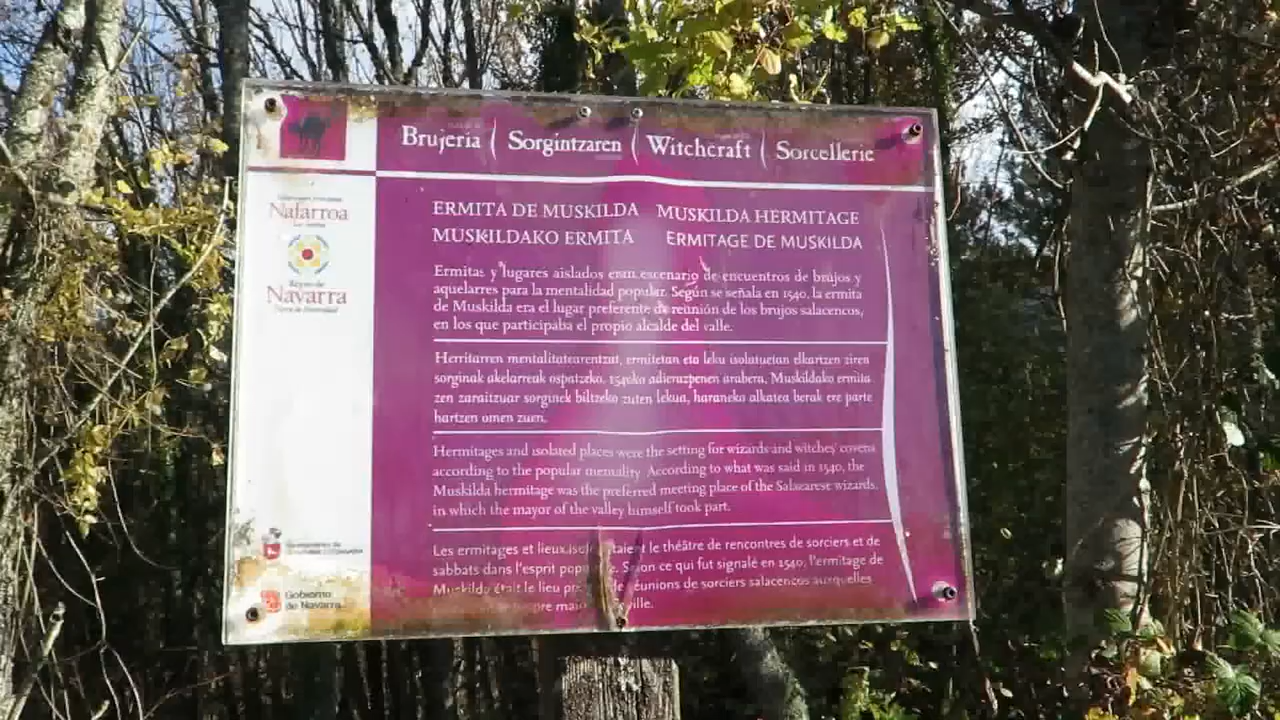 Brujeria ( Sorgintzaren ( Witchcraft ( Sorcellerie
Nafarroa
Reyno de
Navarra
ERMITA DE MUSKILDA MUSKILDA HERMITAGE
MUSKILDAKO ERMITA ERMITAGE DE MUSKILDA
Ermitas y lugares aislados eran escenario de encuentros de brujos y
aquelarres para la mentalidad popular. Según se señala en 1540, la ermita
de Muskilda era el lugar preferente de reunión de los brujos salacencos,
en los que participaba el propio alcalde del valle.
Herritarren mentalitatearentzat, ermitetan eta leku isolatuetan elkartzen ziren
sorginak akelarreak ospatzeko. 1540ko adierazpenen arabera, Muskildako ermita
zen zaraitzuar sorginek biltzeko zuten lekua, haraneko alkatea berak ere parte
hartzen omen zuen.
Hermitages and isolated places were the setting for wizards and witches' covens
according to the popular mentality. According to what was said in 1540, the
Muskilda hermitage was the preferred meeting place of the Salazarese wizards,
in which the mayor of the valley himself took part.
Les ermitages et lieux le théâtre de rencontres de sorciers et de
sabbats dans l'esprit ce qui fut signalé en 1540, l'ermitage de
Muskilda était le lieu de sorciers salacencos auxquelles
Gobierno
de Navarra